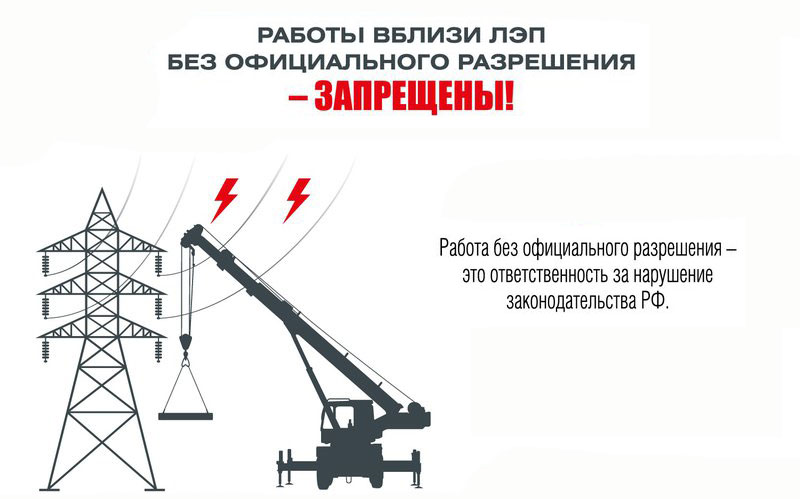 РАБОТЫ ВБЛИЗИ ЛЭП
БЕЗ ОФИЦИАЛЬНОГО РАЗРЕШЕНИЯ
– ЗАПРЕЩЕНЫ!
Работа без официального разрешения –
это ответственность за нарушение
законодательства РФ.